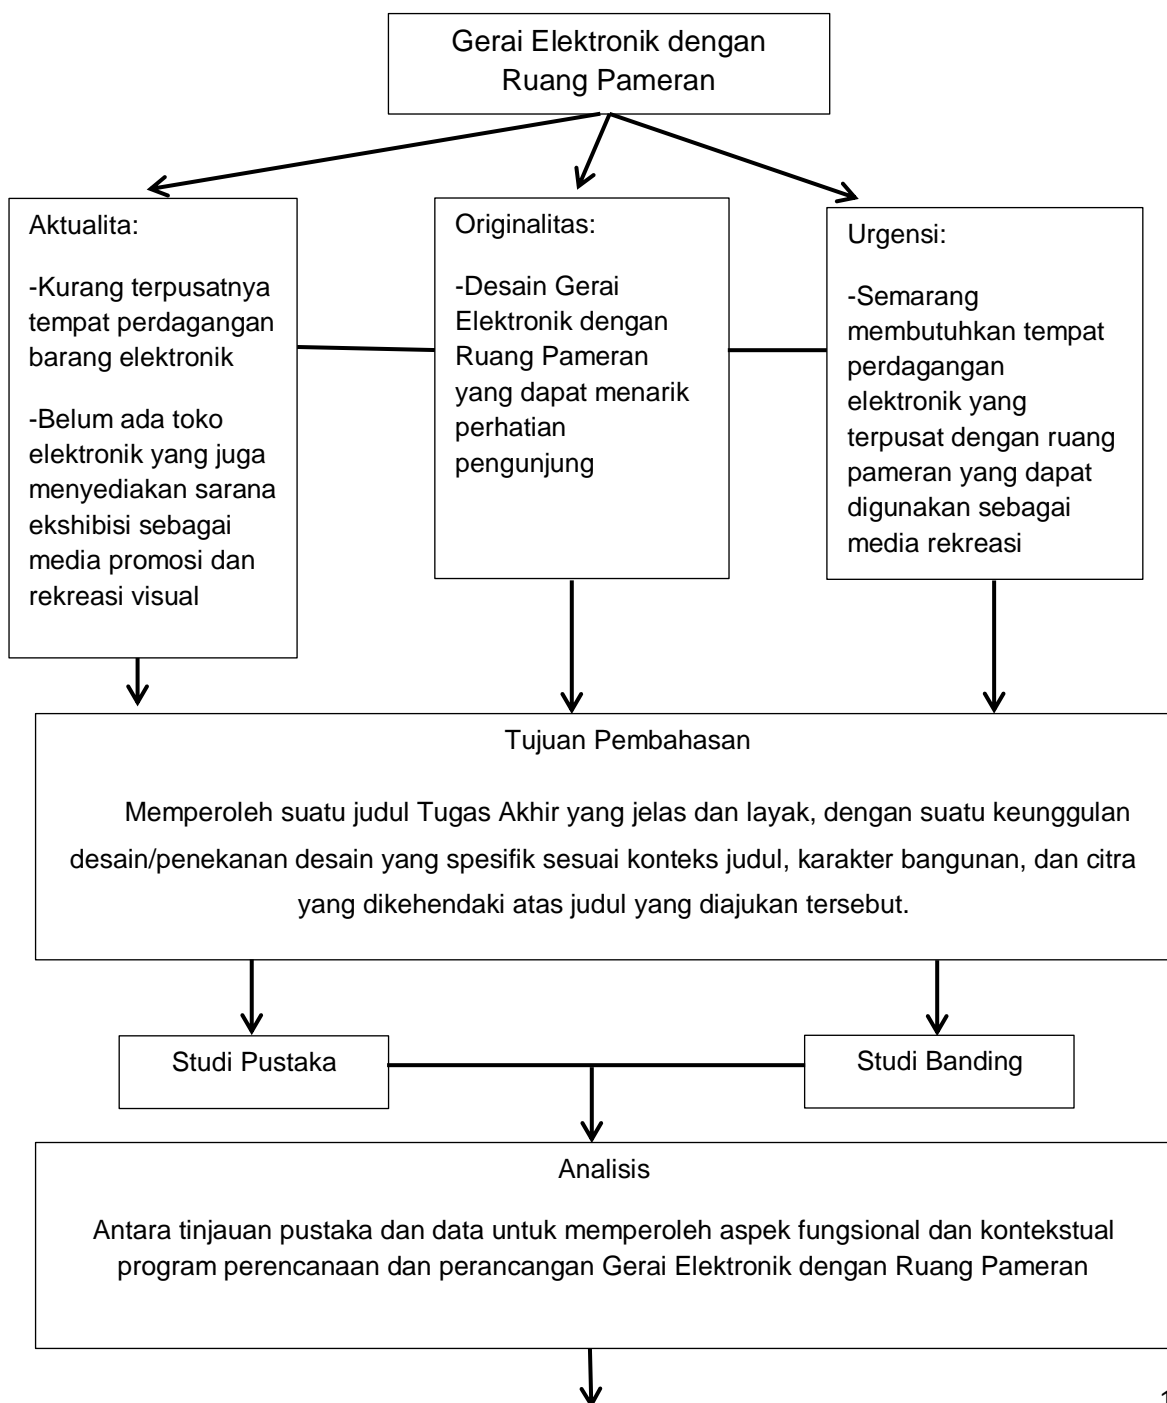 Gerai Elektronik dengan
Ruang Pameran
Aktualita:
-Kurang terpusatnya
tempat perdagangan
barang elektronik
-Belum ada toko
elektronik yang juga
menyediakan sarana
ekshibisi sebagai
media promosi dan
rekreasi visual
Originalitas:
-Desain Gerai
Elektronik dengan
Ruang Pameran
yang dapat menarik
perhatian
pengunjung
Urgensi:
-Semarang
membutuhkan tempat
perdagangan
elektronik yang
terpusat dengan ruang
pameran yang dapat
digunakan sebagai
media rekreasi
Tujuan Pembahasan
Memperoleh suatu judul Tugas Akhir yang jelas dan layak, dengan suatu keunggulan
desain/penekanan desain yang spesifik sesuai konteks judul, karakter bangunan, dan citra
yang dikehendaki atas judul yang diajukan tersebut.
Studi Pustaka
Studi Banding
Analisis
Antara tinjauan pustaka dan data untuk memperoleh aspek fungsional dan kontekstual
program perencanaan dan perancangan Gerai Elektronik dengan Ruang Pameran